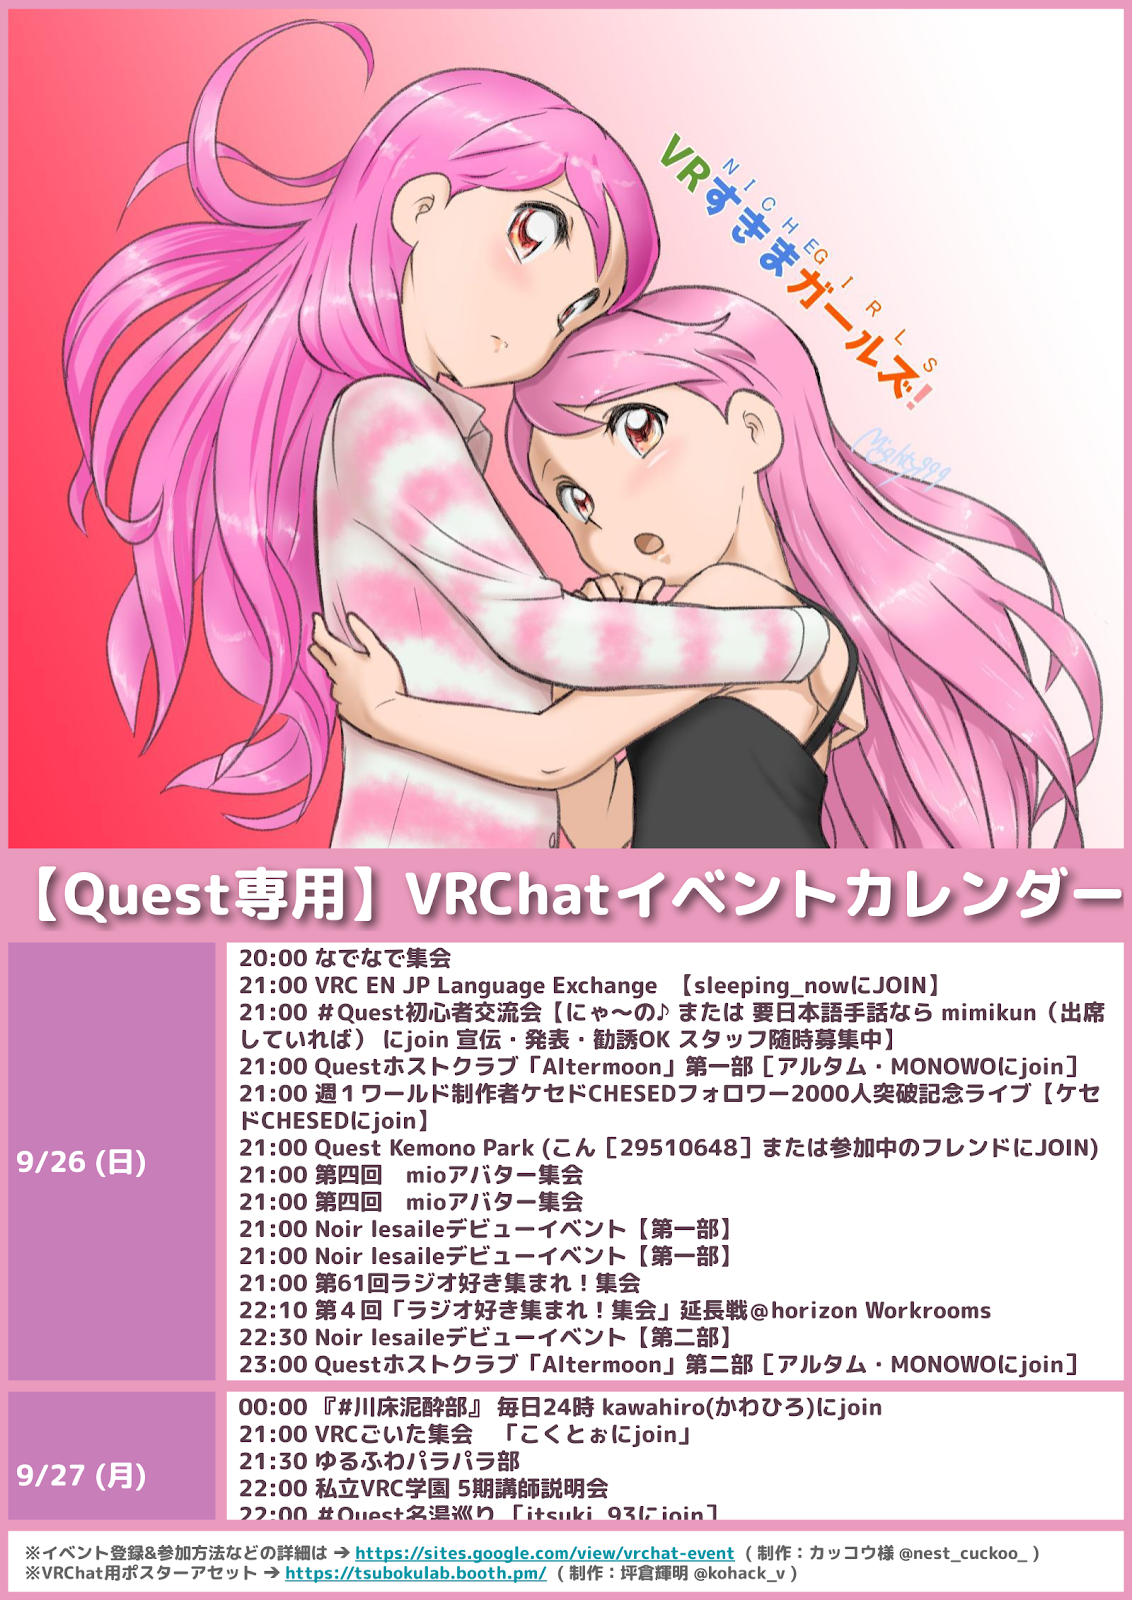 NICHE GIRLS
VRすきまガールズ!
Mighty999
【Quest専用】VRChatイベントカレンダー
9/26 (日)
20:00 なでなで集会
21:00 VRC EN JP Language Exchange 【sleeping_nowにJOIN】
21:00 #Quest初心者交流会【にゃ〜の♪ または 要日本語手話なら mimikun（出席
していれば） にjoin 宣伝・発表・勧誘OK スタッフ随時募集中】
21:00 Questホストクラブ「Altermoon」第一部［アルタム・MONOWOにjoin］
21:00 週１ワールド制作者ケセドCHESEDフォロワー2000人突破記念ライブ【ケセ
ドCHESEDにjoin】
21:00 Quest Kemono Park (こん［29510648］または参加中のフレンドにJOIN)
21:00 第四回　mioアバター集会
21:00 第四回　mioアバター集会
21:00 Noir lesaileデビューイベント【第一部】
21:00 Noir lesaileデビューイベント【第一部】
21:00 第61回ラジオ好き集まれ！集会
22:10 第４回「ラジオ好き集まれ！集会」延長戦＠horizon Workrooms
22:30 Noir lesaileデビューイベント【第二部】
23:00 Questホストクラブ「Altermoon」第二部［アルタム・MONOWOにjoin］
9/27 (月)
00:00 『#川床泥酔部』 毎日24時 kawahiro(かわひろ)にjoin
21:00 VRCごいた集会　「こくとぉにjoin」
21:30 ゆるふわパラパラ部
22:00 私立VRC学園 5期講師説明会
22:00 #Quest名湯巡り［itsuki_93にjoin］
※イベント登録&参加方法などの詳細は ➔ https://sites.google.com/view/vrchat-event ( 制作：カッコウ様 @nest_cuckoo_ )
※VRChat用ポスターアセット ➔ https://tsubokulab.booth.pm/ ( 制作：坪倉輝明 @kohack_v )